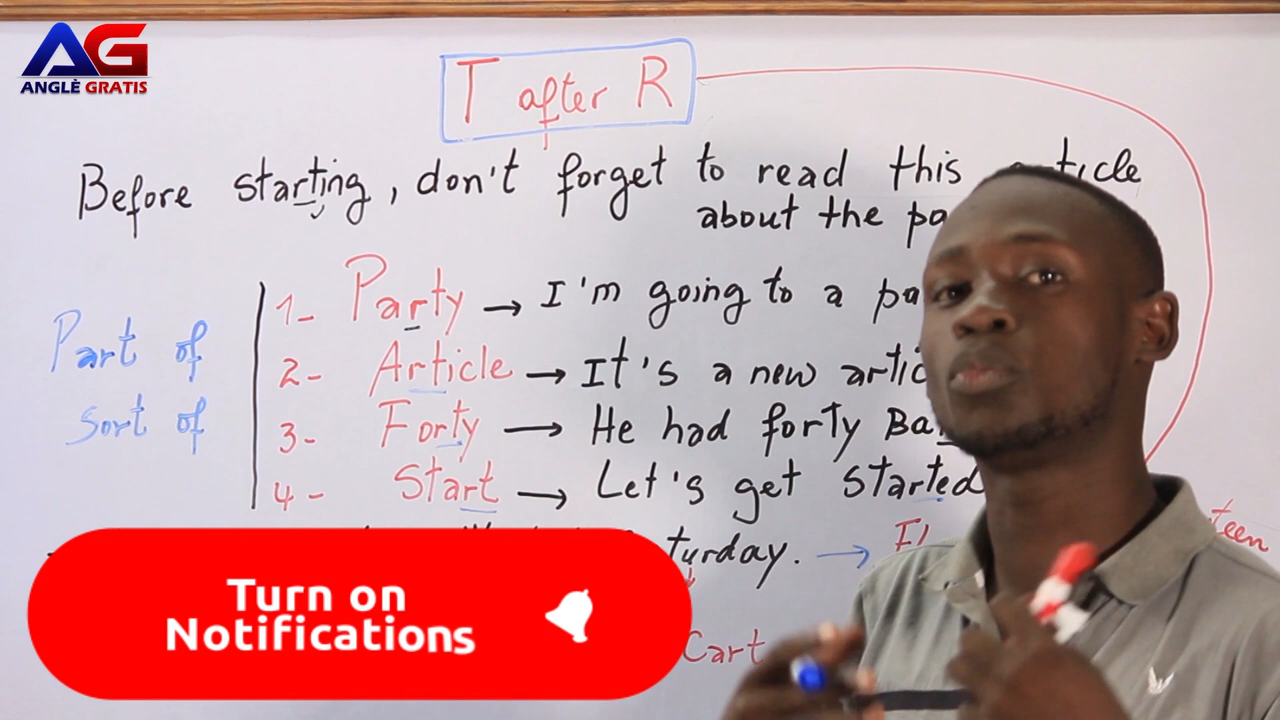 AG
ANGLÈ GRATIS
T after R
Before starting, don't forget to read this article
about the
Part of
sort of
1- Party → I'm going to a
2- Article → It's a new
3- Forty → He had forty
4- Start → Let's get started
turday. →
teen
Cart
Turn on
Notifications